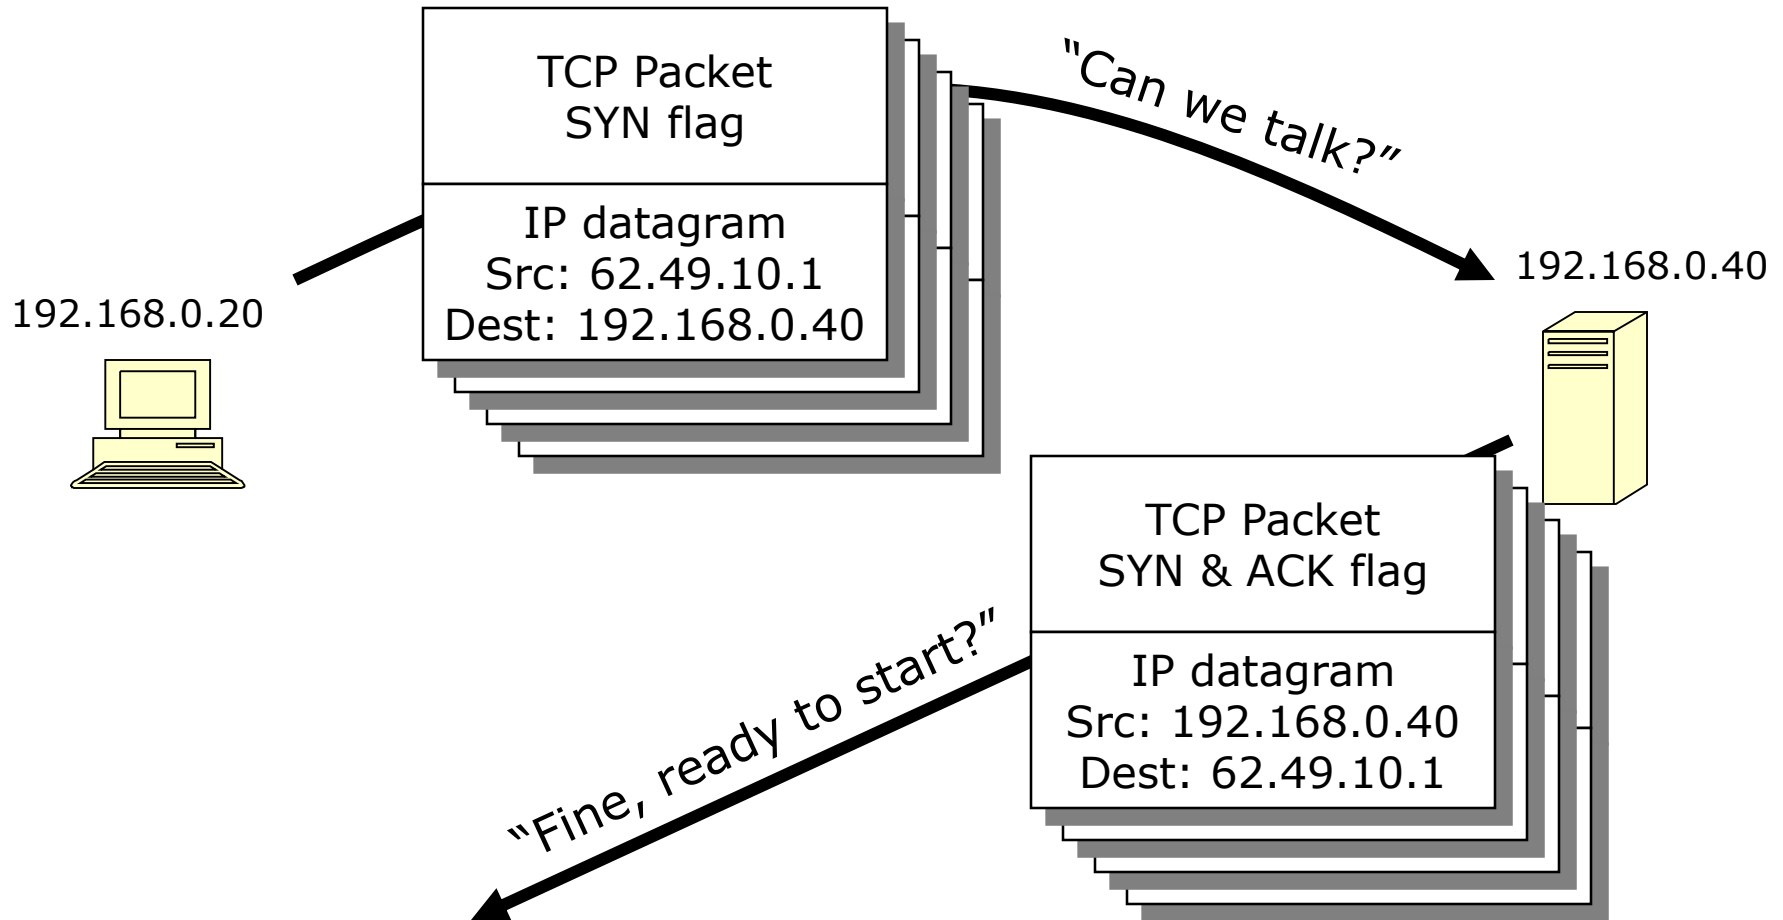 TCP Packet
SYN flag
IP datagram
Src: 62.49.10.1
Dest: 192.168.0.40
“Can we talk?”
192.168.0.20
192.168.0.40
TCP Packet
SYN & ACK flag
IP datagram
Src: 192.168.0.40
Dest: 62.49.10.1
“Fine, ready to start?”